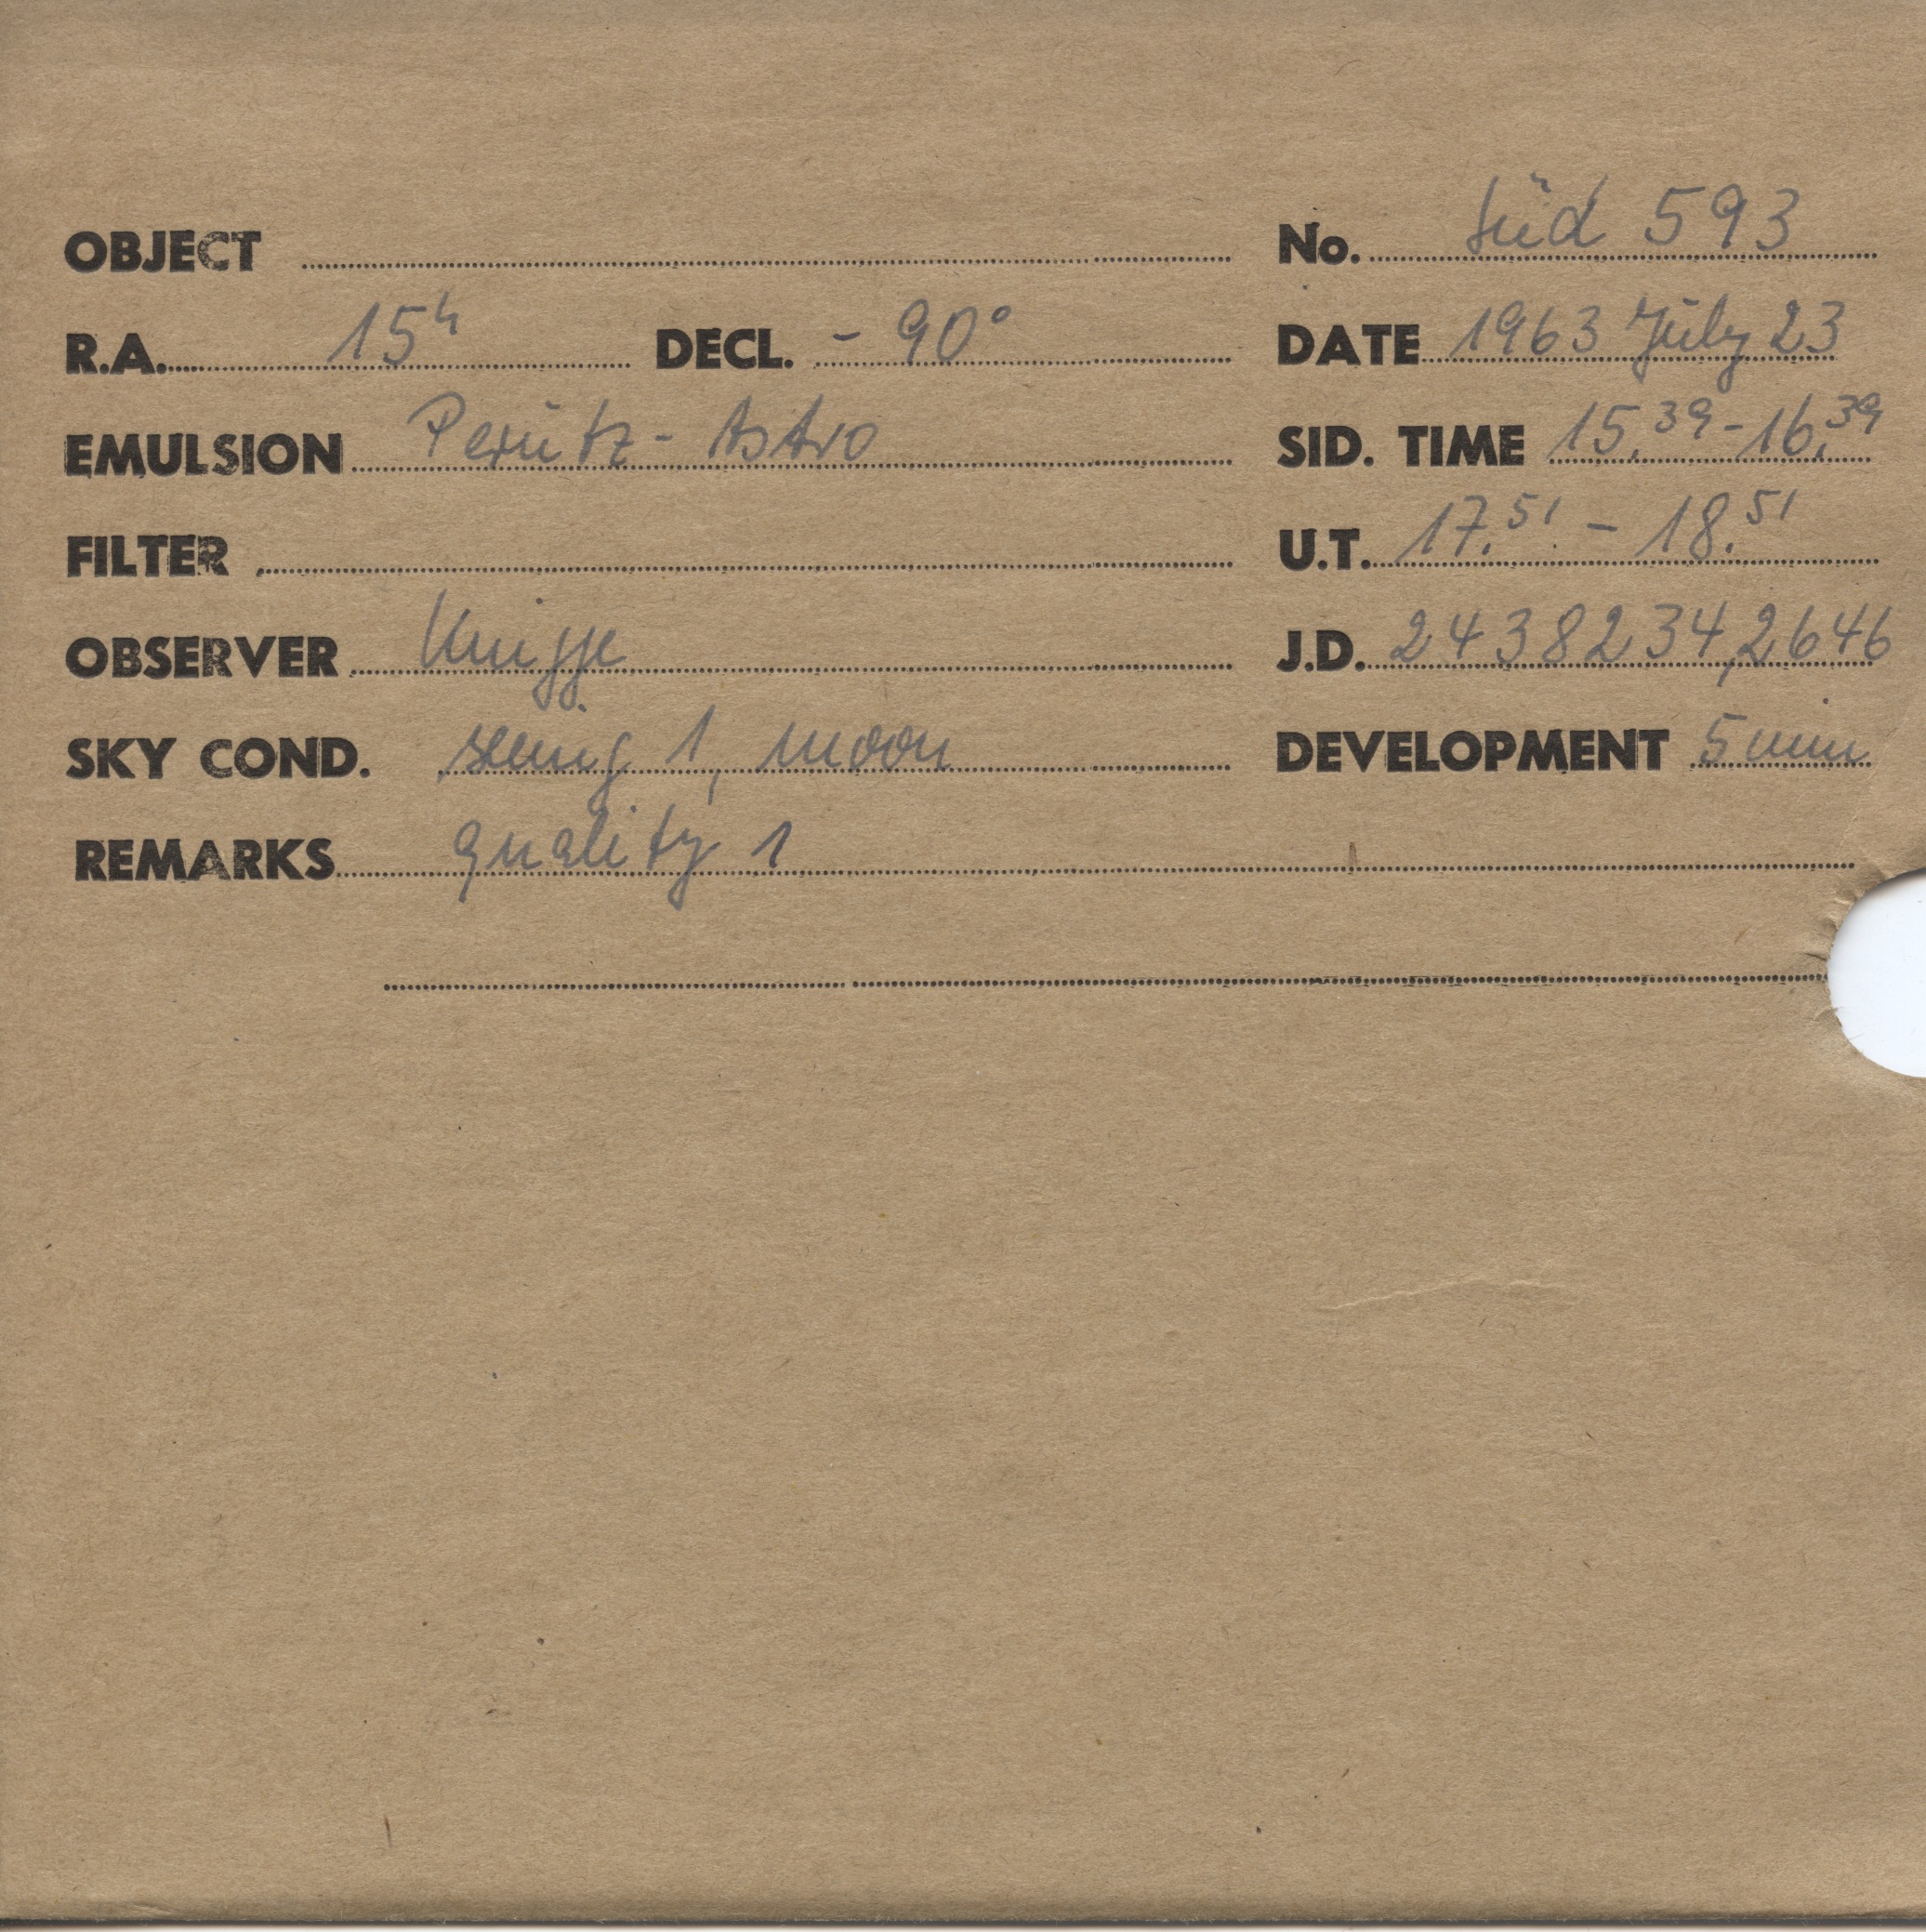 OBJECT No. Süd 593
R.A. 15h DECL. - 90° DATE 1963 July 23
EMULSION Perutz - Astro SID. TIME 15.39 - 16.39
FILTER U.T. 17.51 - 18.51
OBSERVER Knigge J.D. 2438234,2646
SKY COND. seeing 1, moon DEVELOPMENT 5 min
REMARKS quality 1